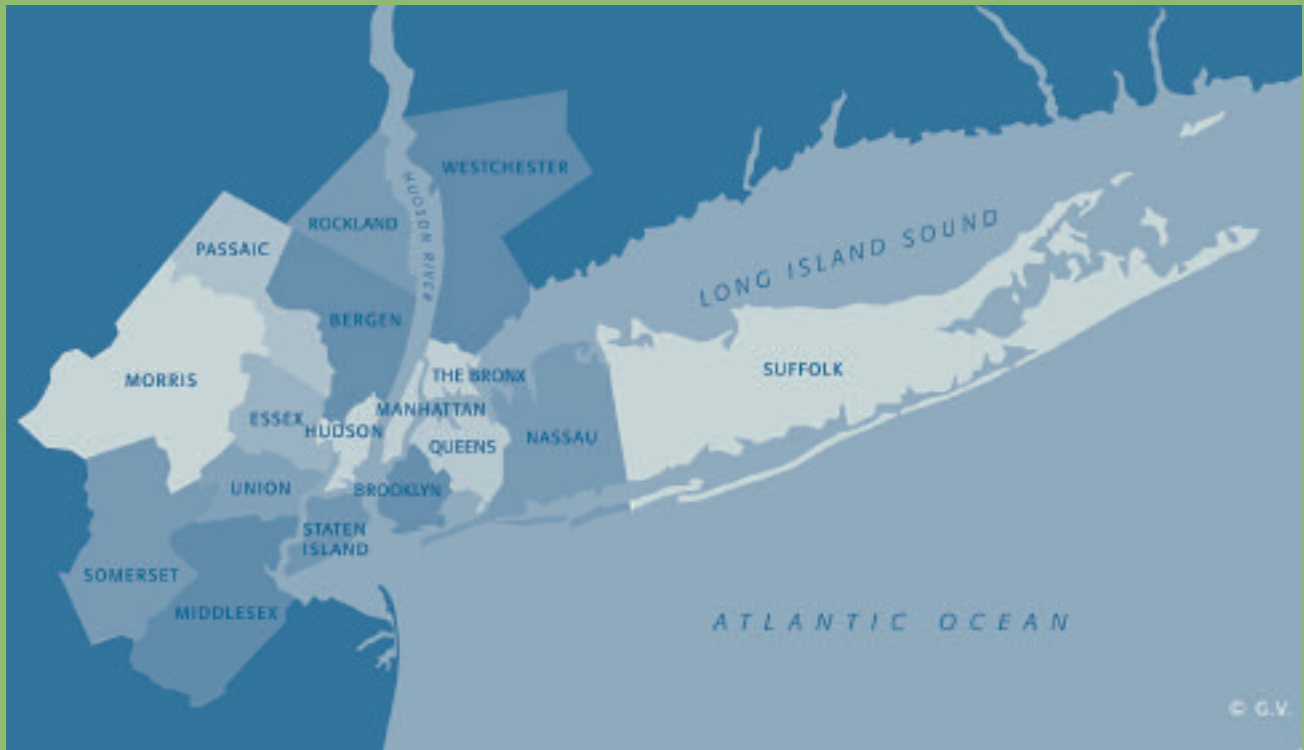 WESTCHESTER
HUDSON RIVER
ROCKLAND
PASSAIC
LONG ISLAND SOUND
BERGEN
SUFFOLK
THE BRONX
MORRIS
MANHATTAN
ESSEX
HUDSON
NASSAU
QUEENS
UNION
BROOKLYN
STATEN
ISLAND
SOMERSET
MIDDLESEX
ATLANTIC OCEAN
© G.V.